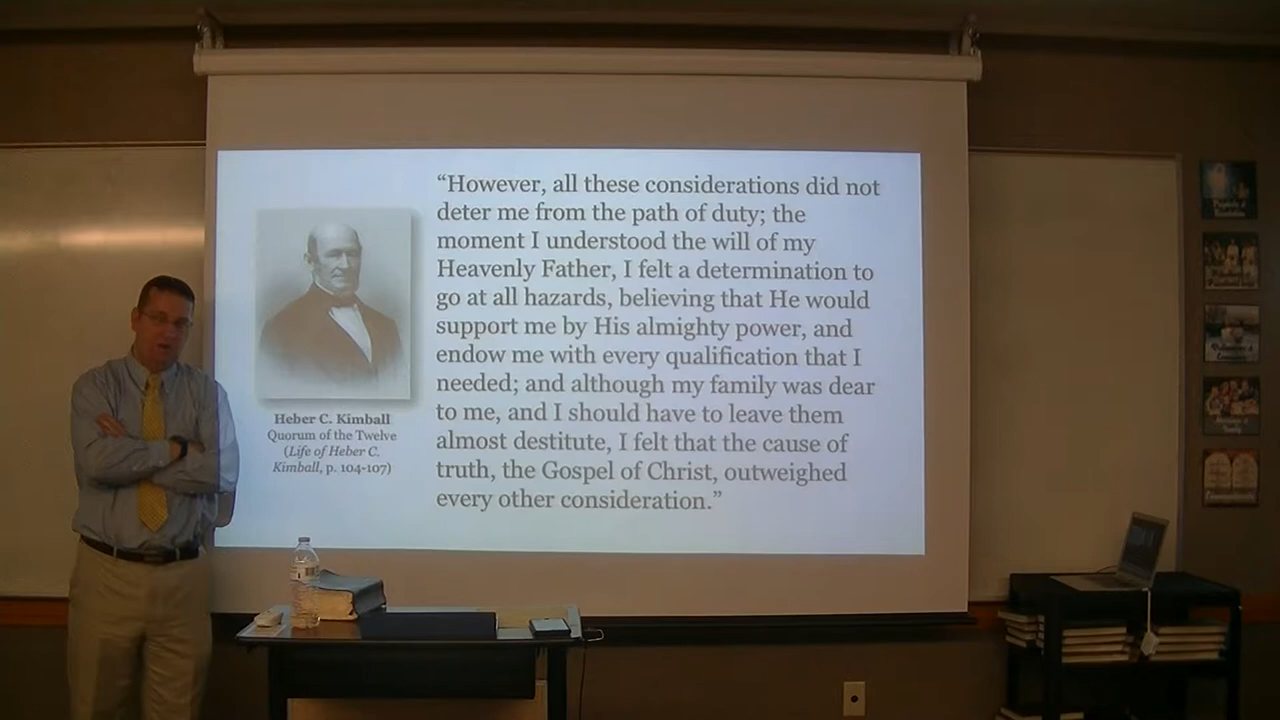 “However, all these considerations did not
deter me from the path of duty; the
moment I understood the will of my
Heavenly Father, I felt a determination to
go at all hazards, believing that He would
support me by His almighty power, and
endow me with every qualification that I
needed; and although my family was dear
to me, and I should have to leave them
almost destitute, I felt that the cause of
truth, the Gospel of Christ, outweighed
every other consideration.”
Heber C. Kimball
Quorum of the Twelve
(Life of Heber C.
Kimball, p. 104-107)